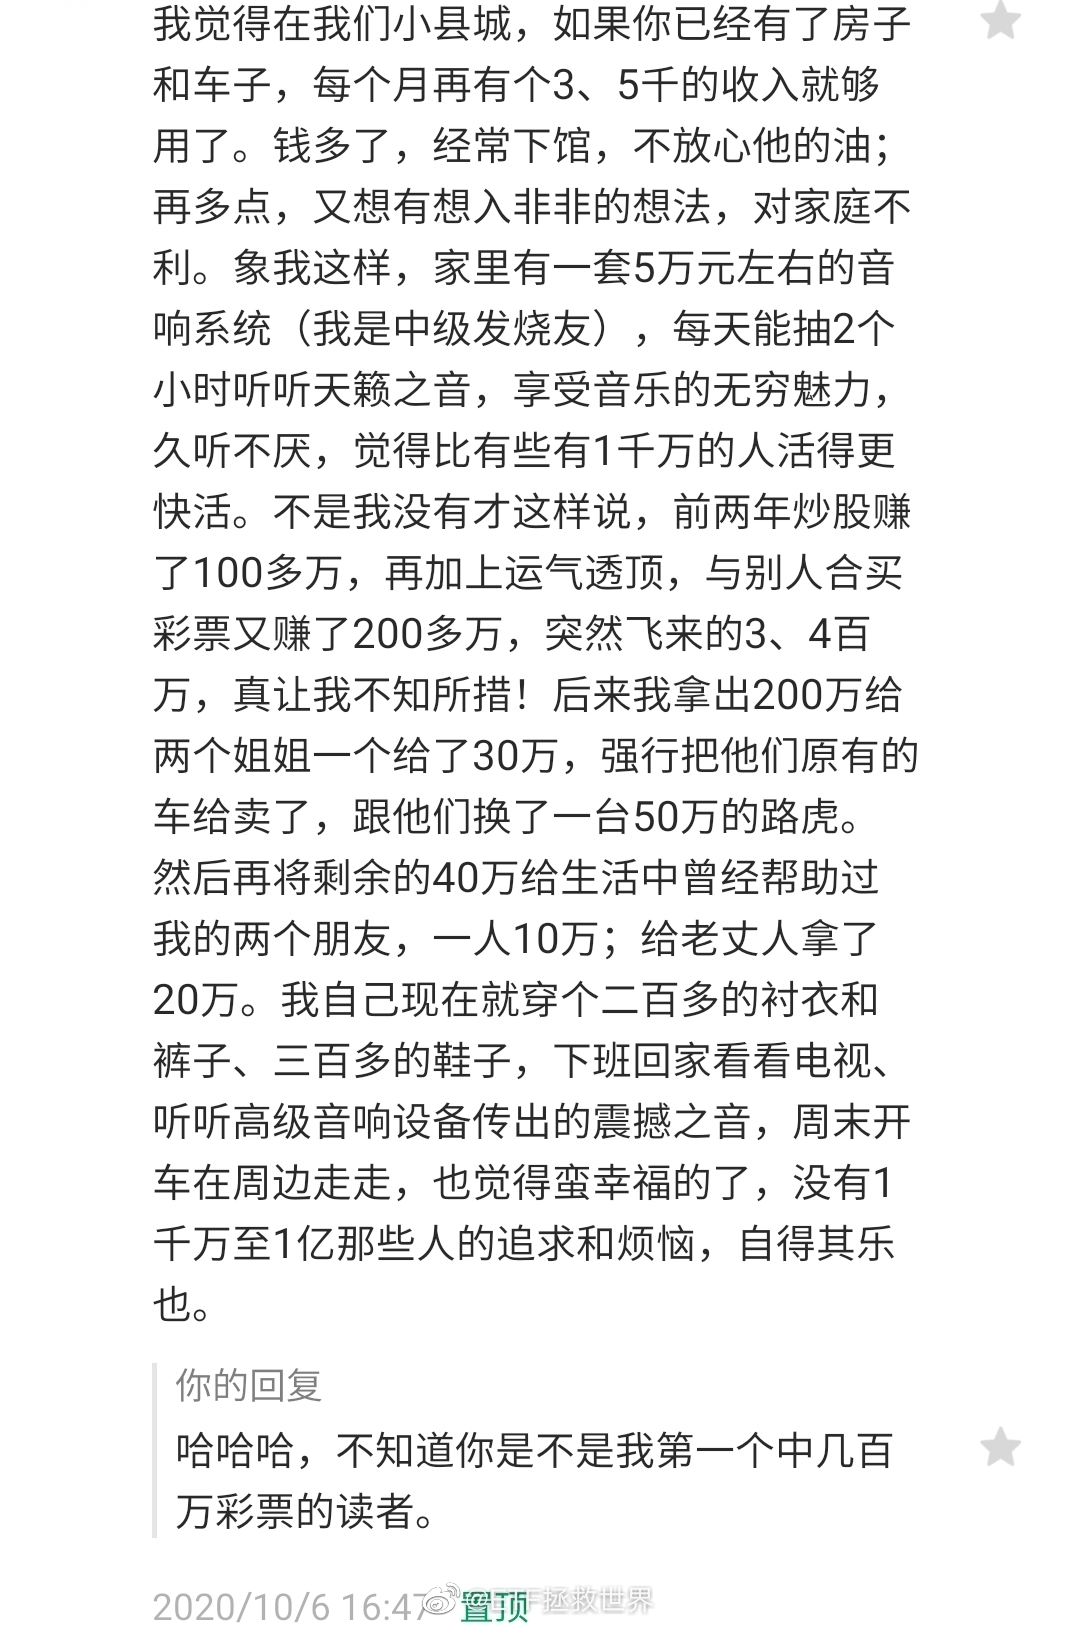 我觉得在我们小县城，如果你已经有了房子
和车子，每个月再有个3、5千的收入就够
用了。钱多了，经常下馆，不放心他的油；
再多点，又想有想入非非的想法，对家庭不
利。象我这样，家里有一套5万元左右的音
响系统（我是中级发烧友），每天能抽2个
小时听听天籁之音，享受音乐的无穷魅力，
久听不厌，觉得比有些有1千万的人活得更
快活。不是我没有才这样说，前两年炒股赚
了100多万，再加上运气透顶，与别人合买
彩票又赚了200多万，突然飞来的3、4百
万，真让我不知所措！后来我拿出200万给
两个姐姐一个给了30万，强行把他们原有的
车给卖了，跟他们换了一台50万的路虎。
然后再将剩余的40万给生活中曾经帮助过
我的两个朋友，一人10万；给老丈人拿了
20万。我自己现在就穿个二百多的衬衣和
裤子、三百多的鞋子，下班回家看看电视、
听听高级音响设备传出的震撼之音，周末开
车在周边走走，也觉得蛮幸福的了，没有1
千万至1亿那些人的追求和烦恼，自得其乐
也。
你的回复
哈哈哈，不知道你是不是我第一个中几百
万彩票的读者。
2020/10/6 16:47 置顶
@ETF拯救世界